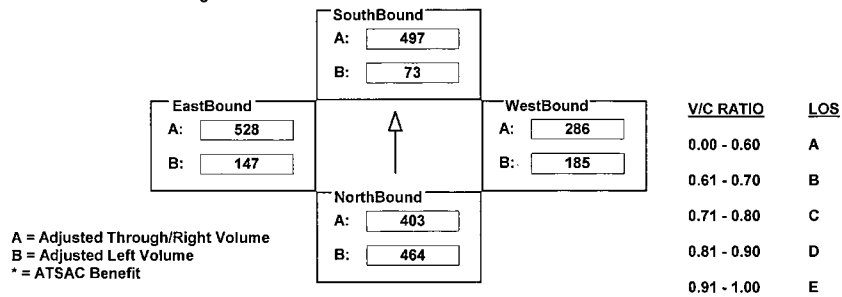 SouthBound
A: 497
B: 73
EastBound
A: 528
B: 147
WestBound
A: 286
B: 185
NorthBound
A: 403
B: 464
A = Adjusted Through/Right Volume
B = Adjusted Left Volume
* = ATSAC Benefit
V/C RATIO LOS
0.00 - 0.60 A
0.61 - 0.70 B
0.71 - 0.80 C
0.81 - 0.90 D
0.91 - 1.00 E